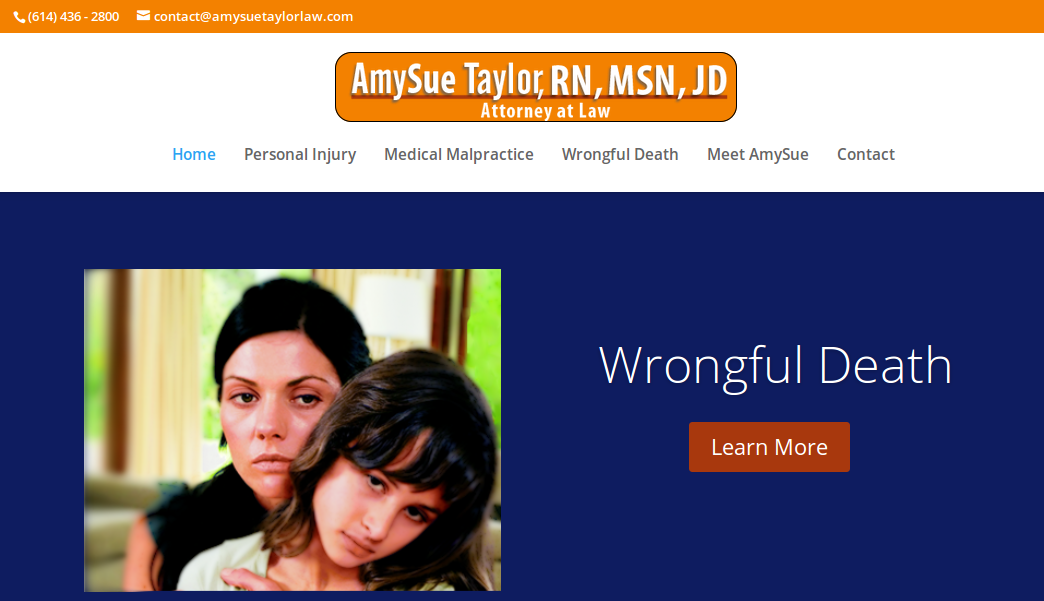 (614) 436 - 2800 contact@amysuetaylorlaw.com
AmySue Taylor, RN, MSN, JD
Attorney at Law
Home Personal Injury Medical Malpractice Wrongful Death Meet AmySue Contact
Wrongful Death
Learn More